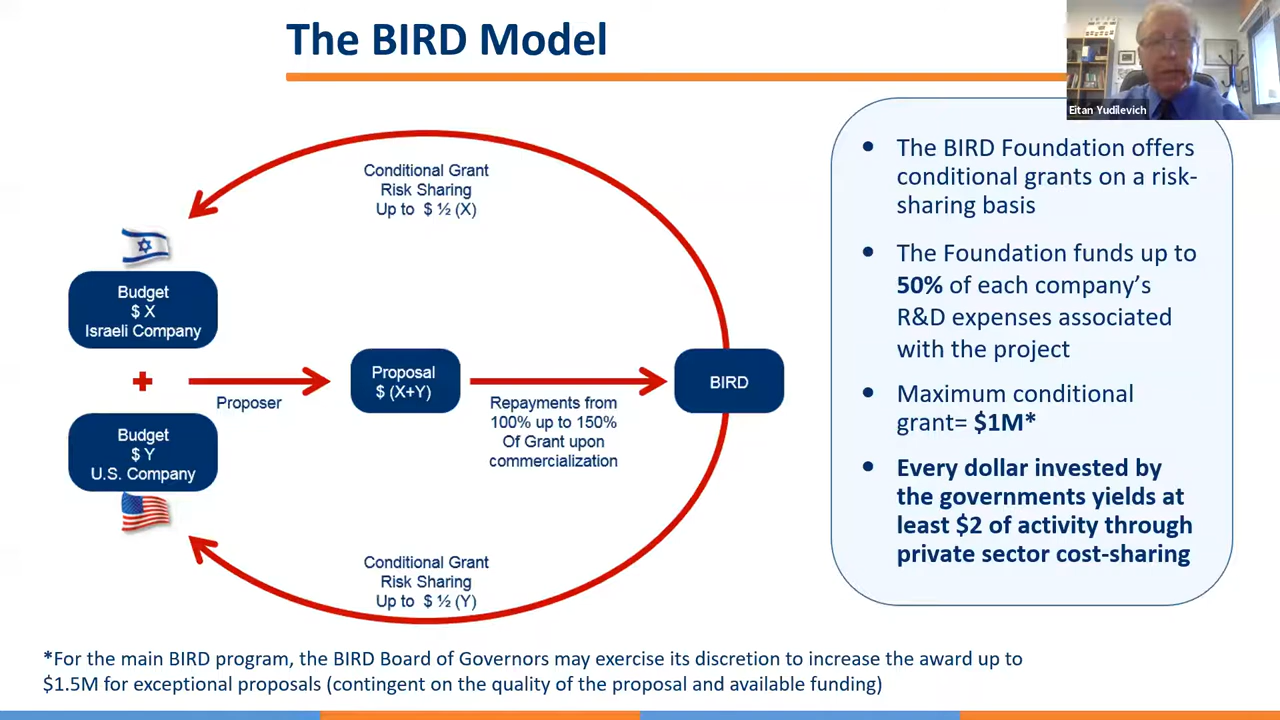 The BIRD Model
Eitan Yudilevich
Conditional Grant
Risk Sharing
Up to $ ½ (X)
Budget
$ X
Israeli Company
+
Budget
$ Y
U.S. Company
Proposer
Proposal
$ (X+Y)
Repayments from
100% up to 150%
Of Grant upon
commercialization
BIRD
Conditional Grant
Risk Sharing
Up to $ ½ (Y)
• The BIRD Foundation offers
conditional grants on a risk-
sharing basis
• The Foundation funds up to
50% of each company’s
R&D expenses associated
with the project
• Maximum conditional
grant= $1M*
• Every dollar invested by
the governments yields at
least $2 of activity through
private sector cost-sharing
*For the main BIRD program, the BIRD Board of Governors may exercise its discretion to increase the award up to
$1.5M for exceptional proposals (contingent on the quality of the proposal and available funding)